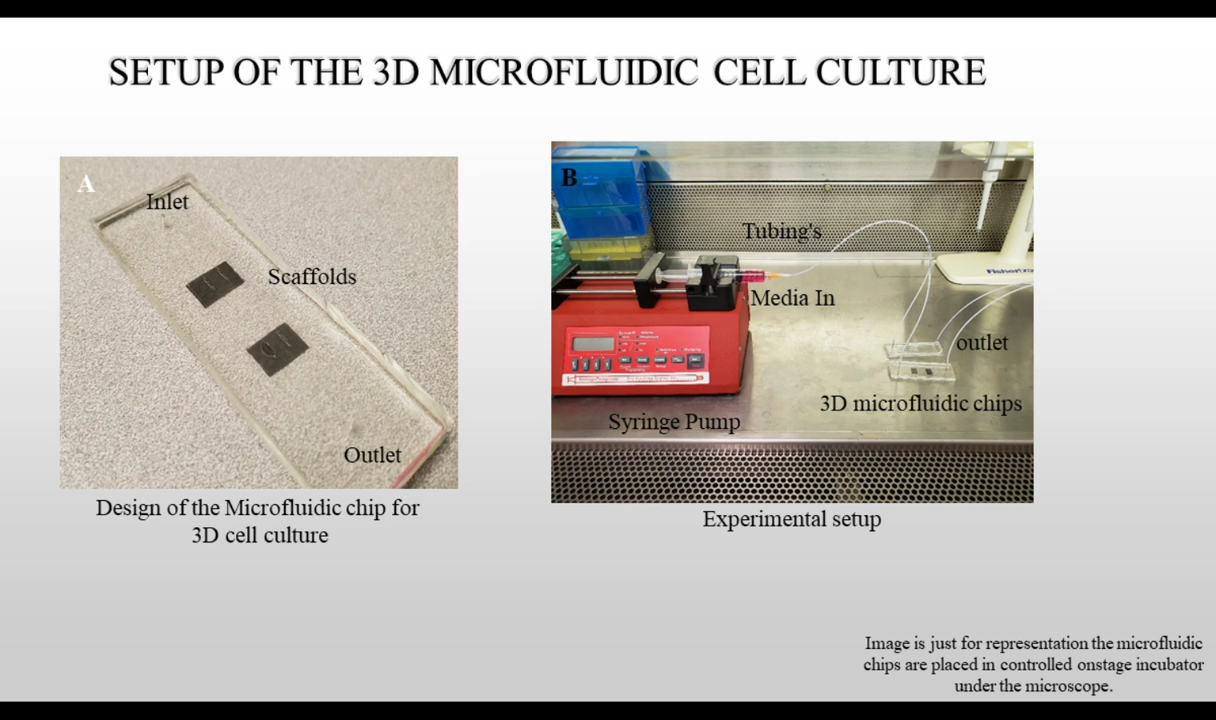 SETUP OF THE 3D MICROFLUIDIC CELL CULTURE
A
Inlet
Scaffolds
Outlet
Design of the Microfluidic chip for
3D cell culture
B
Tubing's
Media In
outlet
3D microfluidic chips
Syringe Pump
Experimental setup
Image is just for representation the microfluidic
chips are placed in controlled onstage incubator
under the microscope.